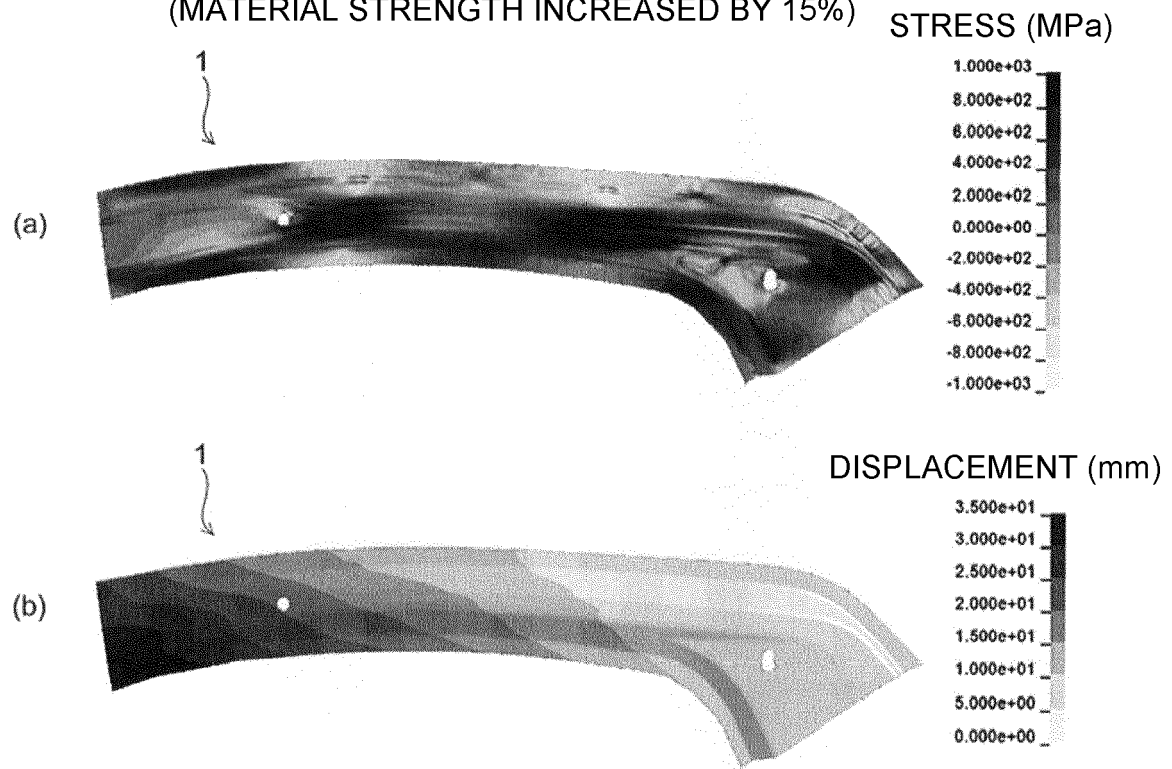 (MATERIAL STRENGTH INCREASED BY 15%)
STRESS (MPa)
1
1.000e+03
8.000e+02
6.000e+02
4.000e+02
2.000e+02
0.000e+00
-2.000e+02
-4.000e+02
-6.000e+02
-8.000e+02
-1.000e+03
(a)
DISPLACEMENT (mm)
1
3.500e+01
3.000e+01
2.500e+01
2.000e+01
1.500e+01
1.000e+01
5.000e+00
0.000e+00
(b)